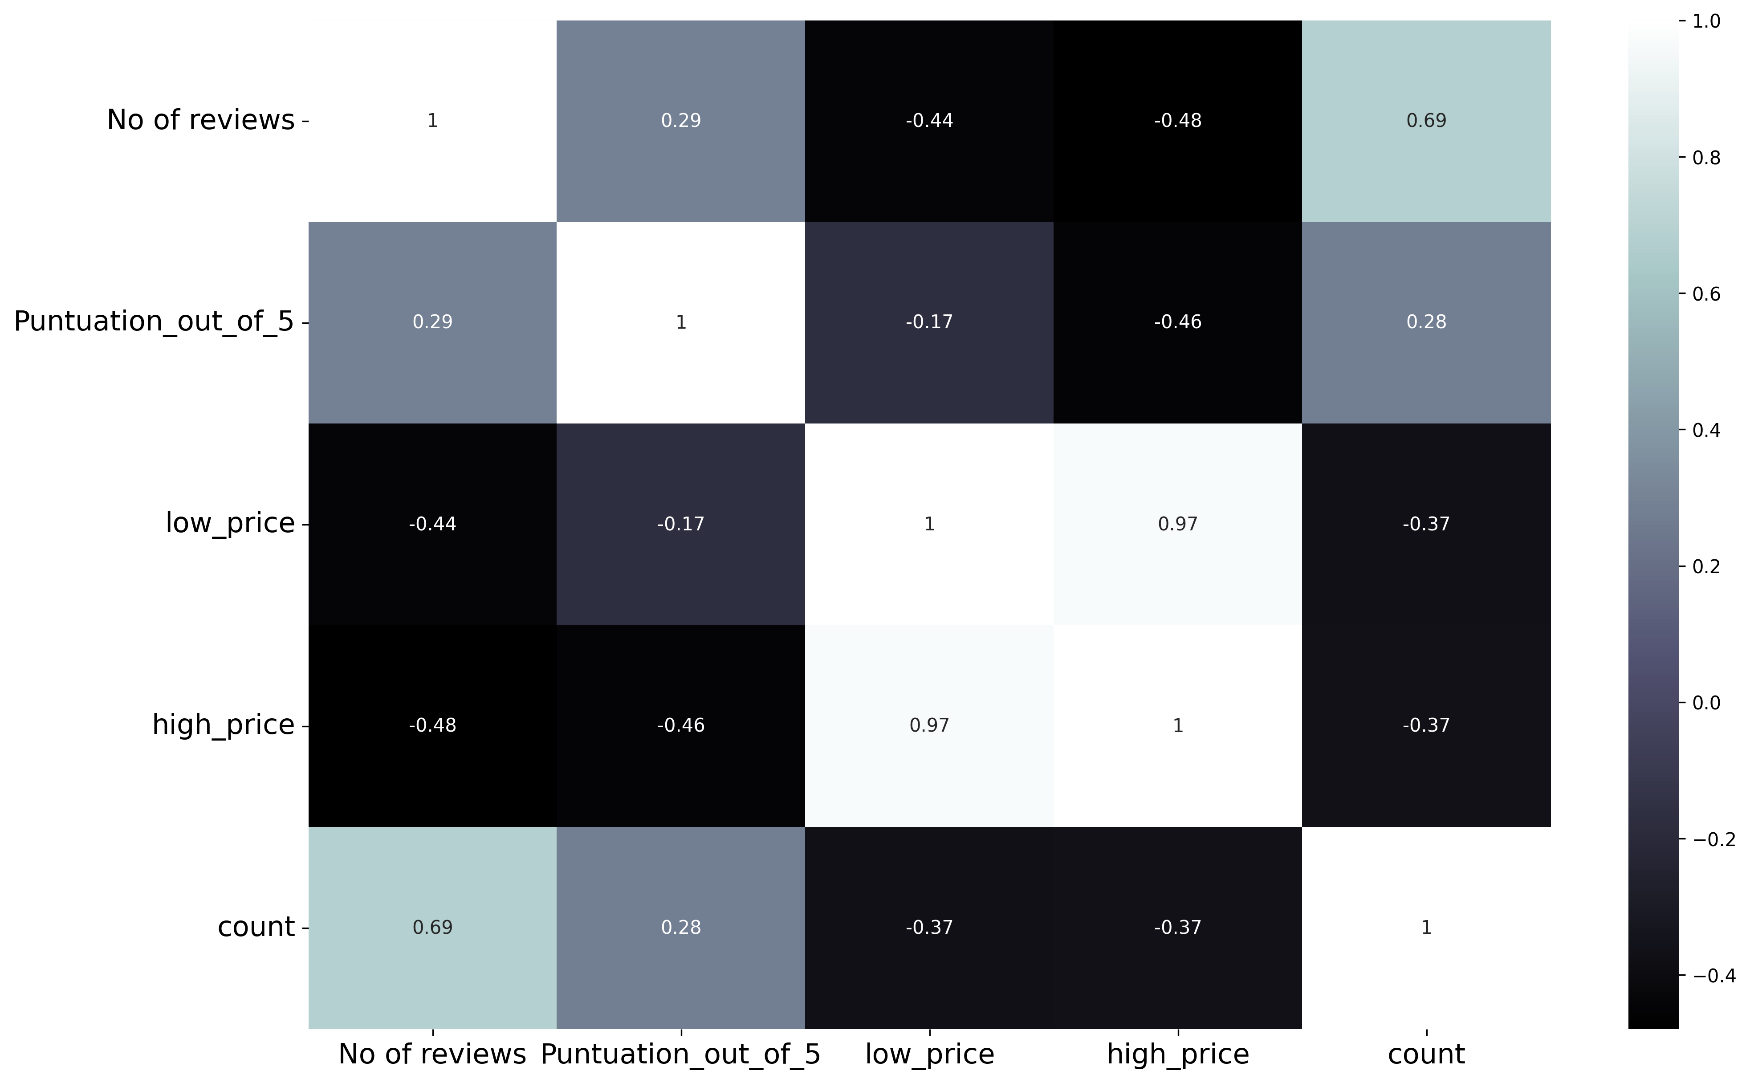 No of reviews 1 0.29 -0.44 -0.48 0.69
Puntuation_out_of_5 0.29 1 -0.17 -0.46 0.28
low_price -0.44 -0.17 1 0.97 -0.37
high_price -0.48 -0.46 0.97 1 -0.37
count 0.69 0.28 -0.37 -0.37 1
No of reviews Puntuation_out_of_5 low_price high_price count
1.0
0.8
0.6
0.4
0.2
0.0
−0.2
−0.4